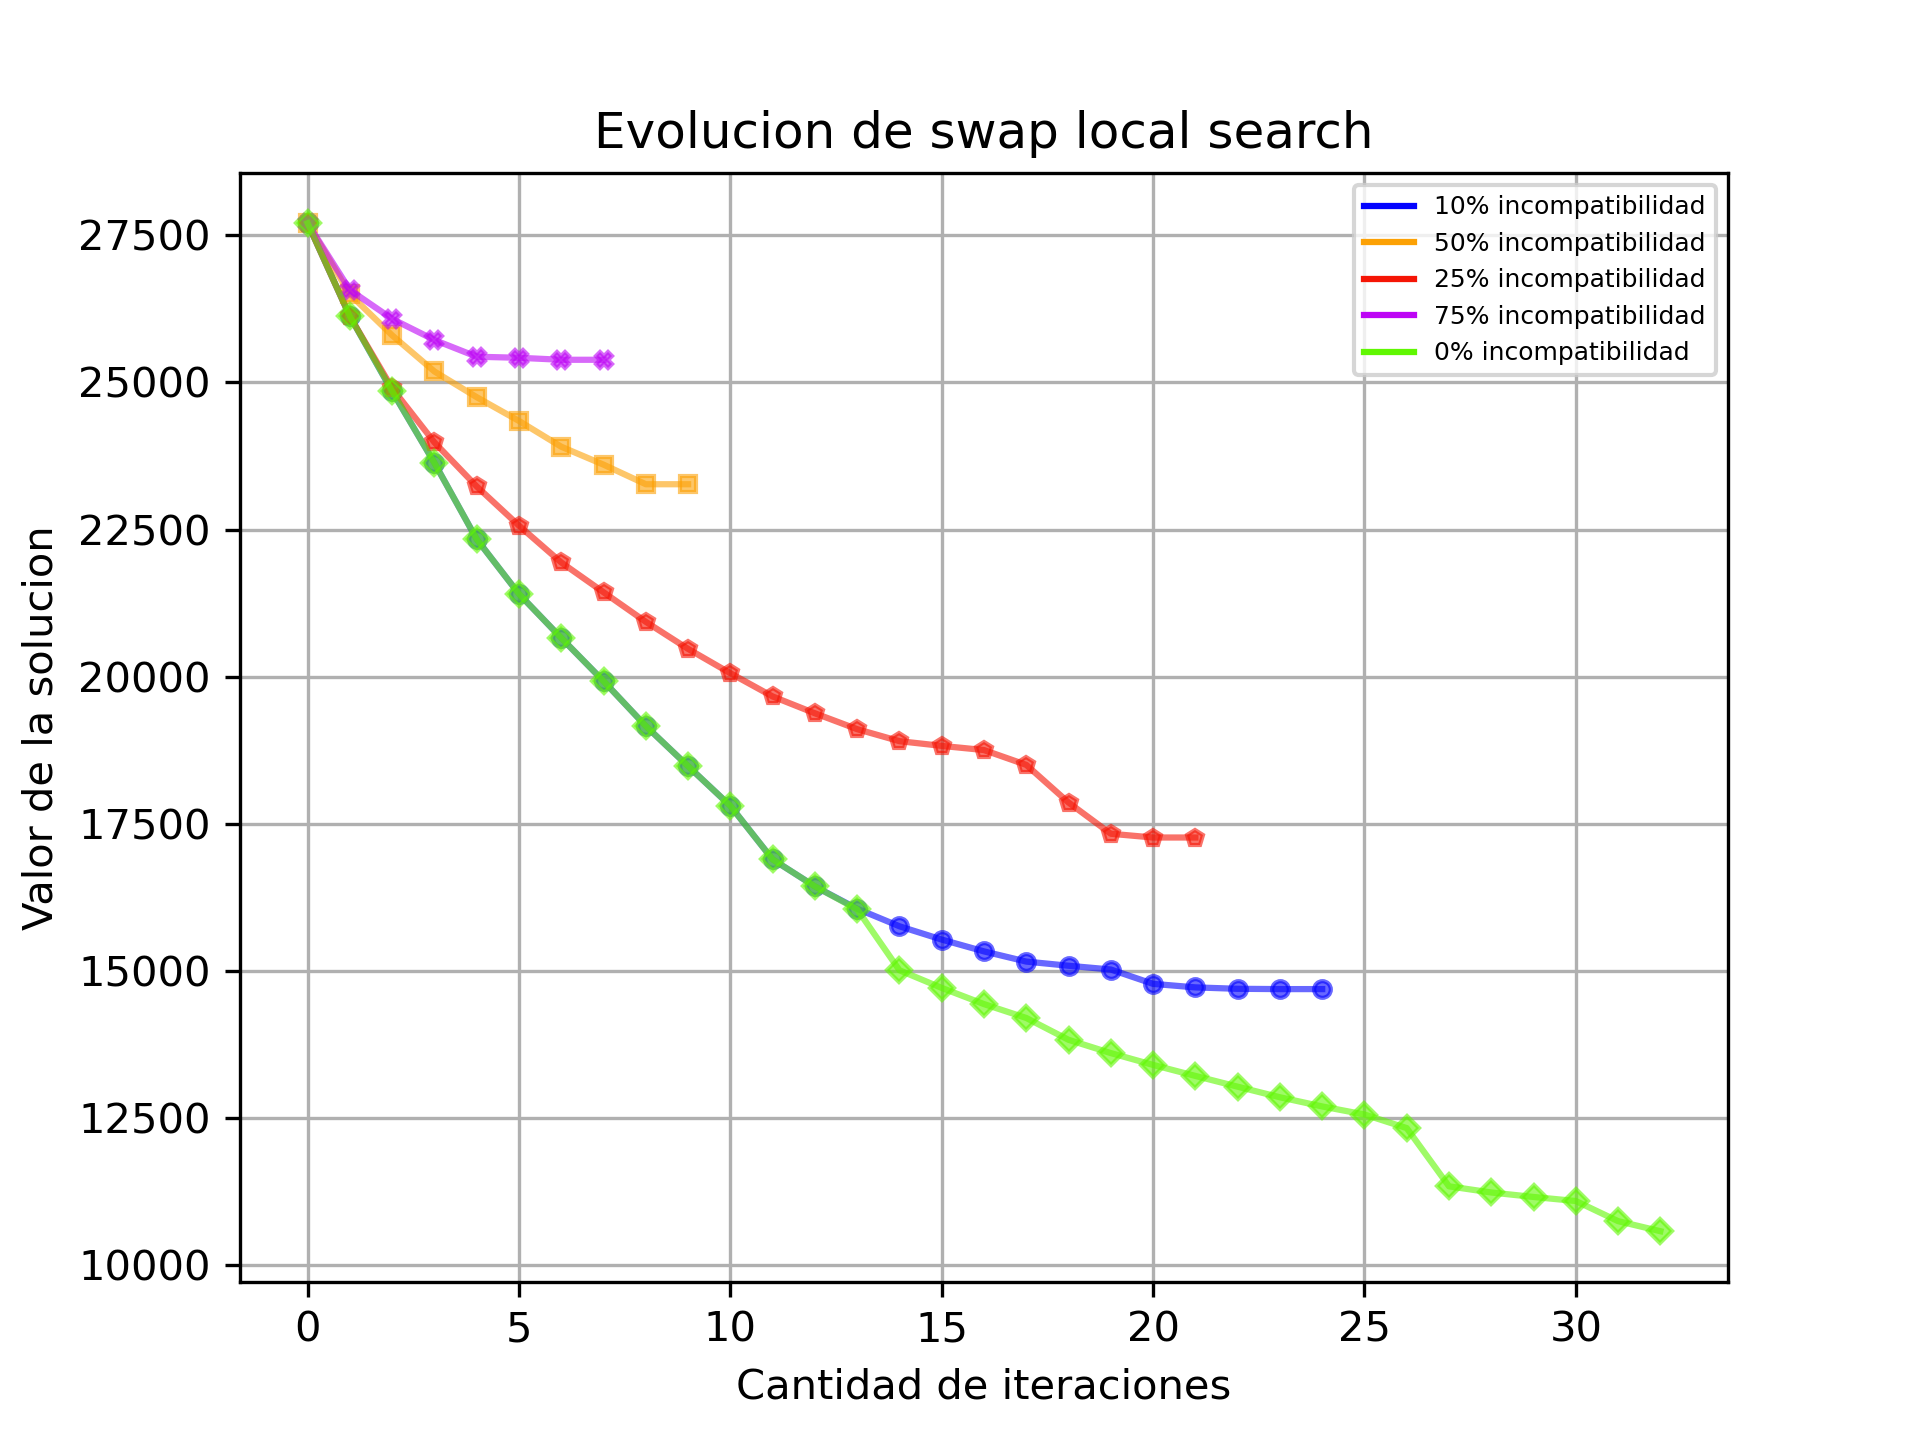 Evolucion de swap local search
10% incompatibilidad
50% incompatibilidad
25% incompatibilidad
75% incompatibilidad
0% incompatibilidad
Valor de la solucion
27500
25000
22500
20000
17500
15000
12500
10000
0 5 10 15 20 25 30
Cantidad de iteraciones